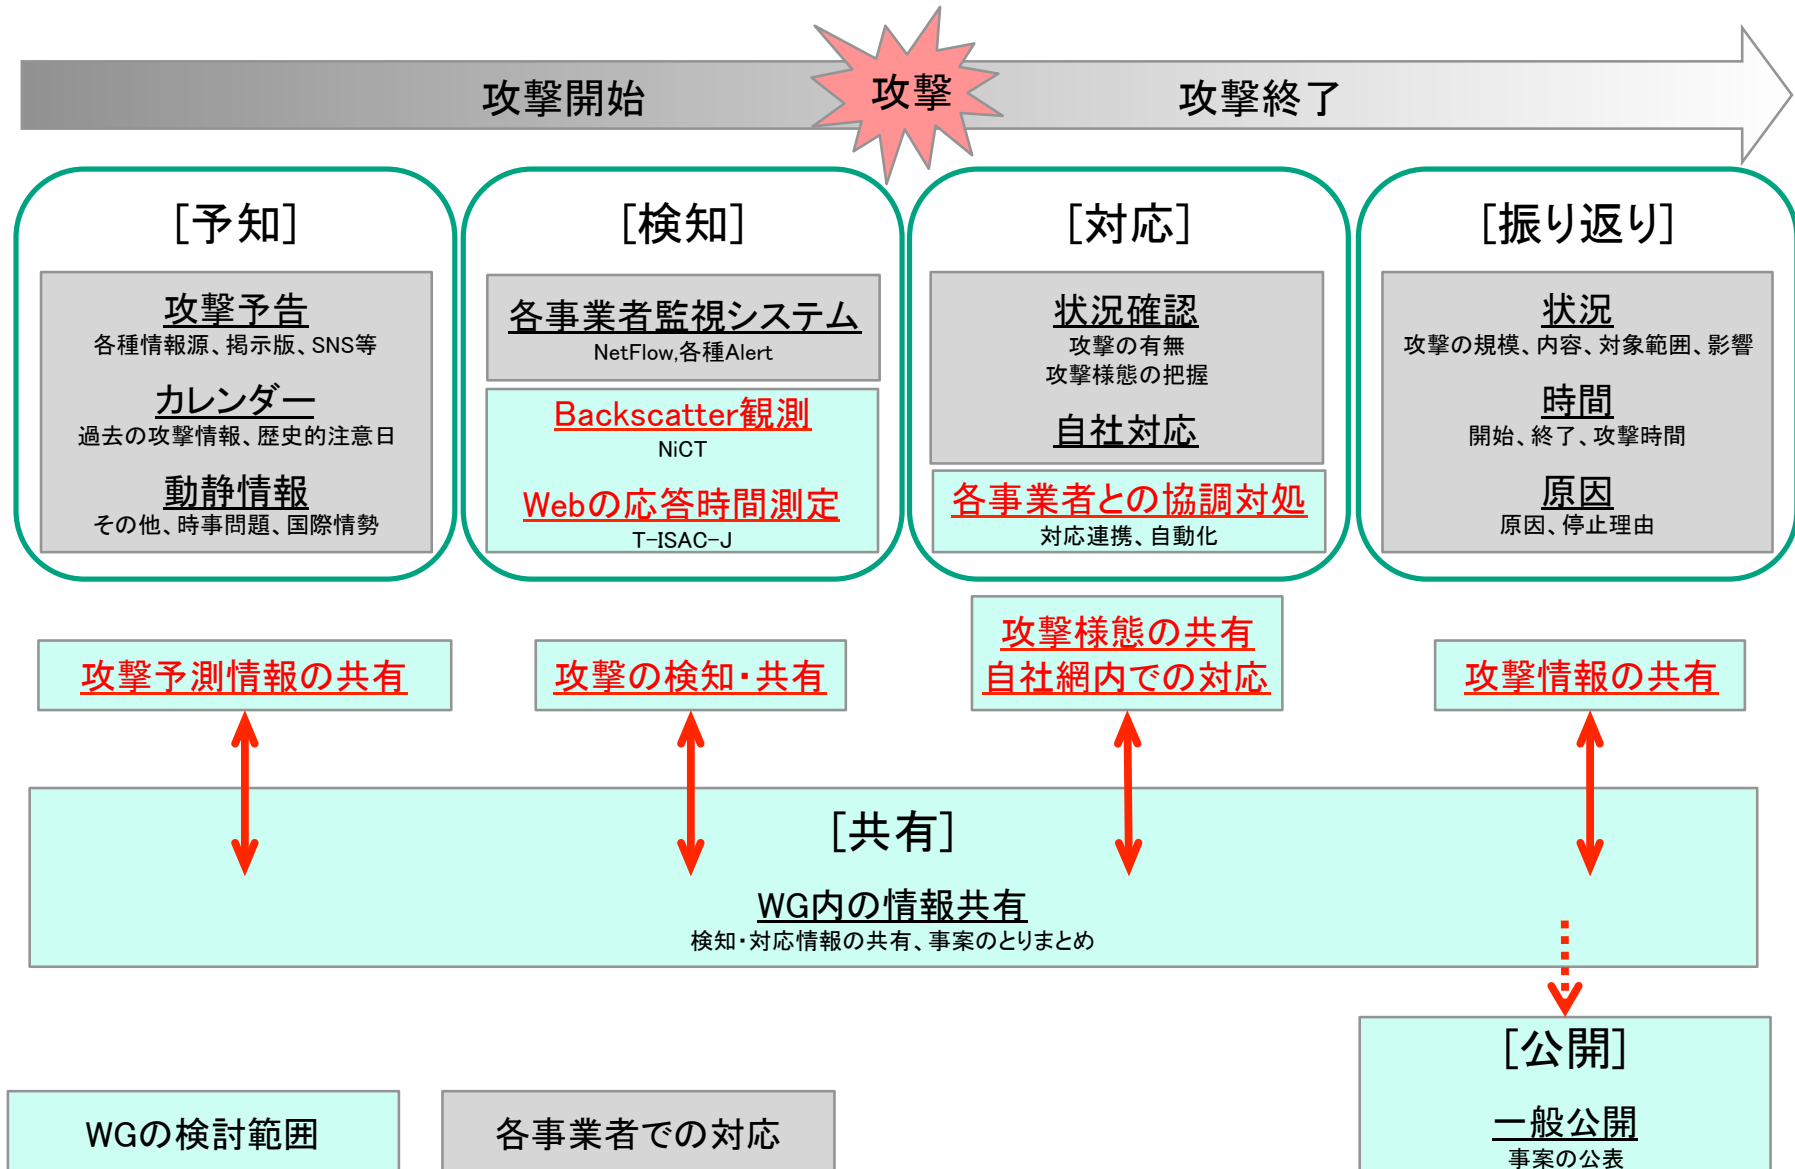 攻撃開始
攻撃
攻撃終了
[予知]
攻撃予告
各種情報源、掲示版、SNS等
カレンダー
過去の攻撃情報、歴史的注意日
動静情報
その他、時事問題、国際情勢
[検知]
各事業者監視システム
NetFlow,各種Alert
Backscatter観測
NiCT
Webの応答時間測定
T-ISAC-J
[対応]
状況確認
攻撃の有無
攻撃様態の把握
自社対応
各事業者との協調対処
対応連携、自動化
[振り返り]
状況
攻撃の規模、内容、対象範囲、影響
時間
開始、終了、攻撃時間
原因
原因、停止理由
攻撃予測情報の共有
攻撃の検知・共有
攻撃様態の共有
自社網内での対応
攻撃情報の共有
[共有]
WG内の情報共有
検知・対応情報の共有、事案のとりまとめ
[公開]
一般公開
事案の公表
WGの検討範囲
各事業者での対応